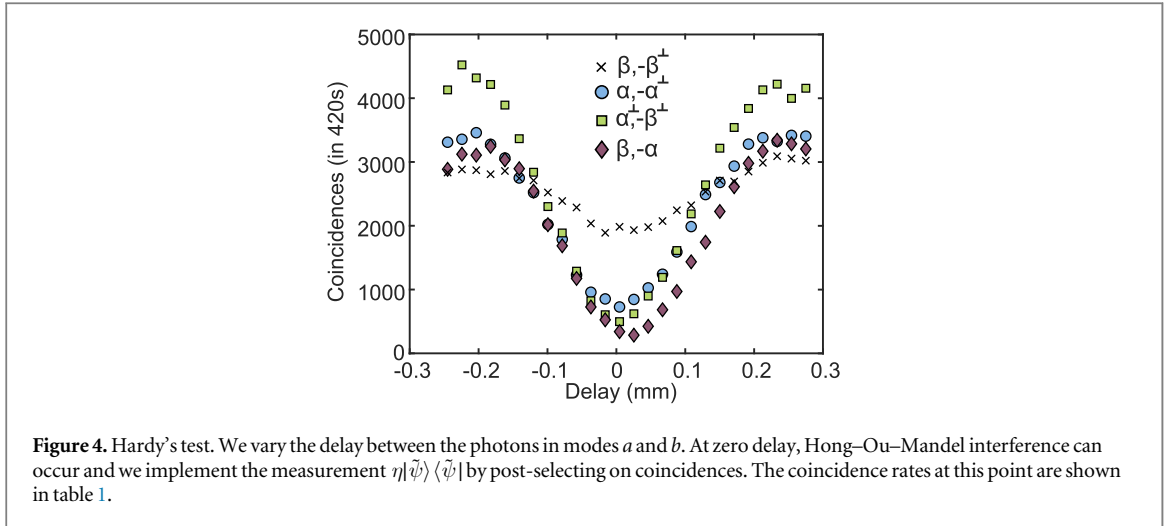 5000
4000
3000
2000
1000
0
Coincidences (in 420s)
β,-β⊥
α,-α⊥
α⊥,-β⊥
β,-α
-0.3 -0.2 -0.1 0 0.1 0.2 0.3
Delay (mm)
Figure 4. Hardy's test. We vary the delay between the photons in modes a and b. At zero delay, Hong–Ou–Mandel interference can
occur and we implement the measurement η|ψ̃⟩⟨ψ̃| by post-selecting on coincidences. The coincidence rates at this point are shown
in table 1.